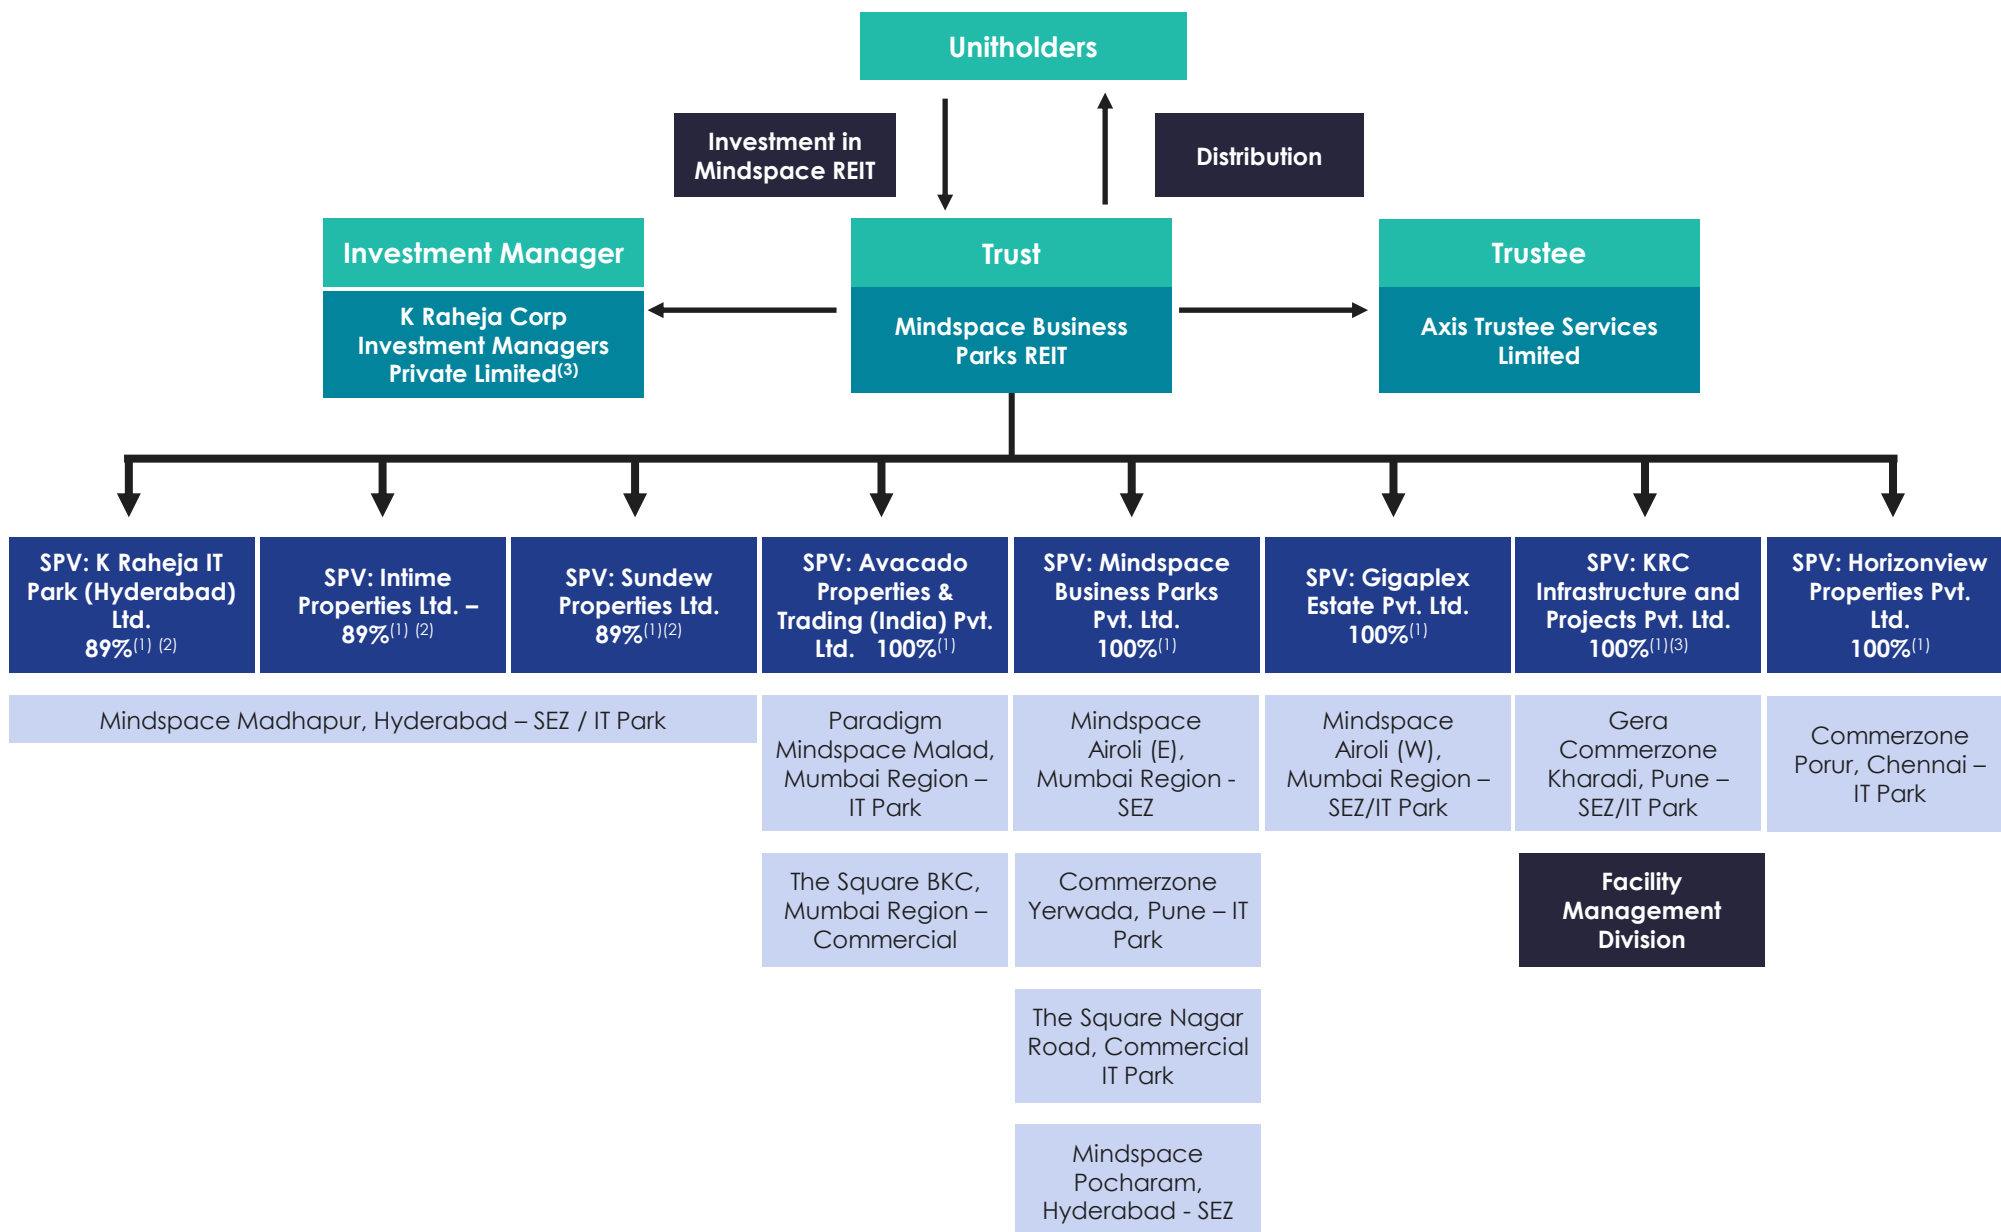 Unitholders
Investment in
Mindspace REIT
Distribution
Investment Manager
K Raheja Corp
Investment Managers
Private Limited(3)
Trust
Mindspace Business
Parks REIT
Trustee
Axis Trustee Services
Limited
SPV: K Raheja IT
Park (Hyderabad)
Ltd.
89%(1) (2)
SPV: Intime
Properties Ltd. –
89%(1) (2)
SPV: Sundew
Properties Ltd.
89%(1)(2)
SPV: Avacado
Properties &
Trading (India) Pvt.
Ltd. 100%(1)
SPV: Mindspace
Business Parks
Pvt. Ltd.
100%(1)
SPV: Gigaplex
Estate Pvt. Ltd.
100%(1)
SPV: KRC
Infrastructure and
Projects Pvt. Ltd.
100%(1)(3)
SPV: Horizonview
Properties Pvt.
Ltd.
100%(1)
Mindspace Madhapur, Hyderabad – SEZ / IT Park
Paradigm
Mindspace Malad,
Mumbai Region –
IT Park
Mindspace
Airoli (E),
Mumbai Region -
SEZ
Mindspace
Airoli (W),
Mumbai Region –
SEZ/IT Park
Gera
Commerzone
Kharadi, Pune –
SEZ/IT Park
Commerzone
Porur, Chennai –
IT Park
The Square BKC,
Mumbai Region –
Commercial
Commerzone
Yerwada, Pune – IT
Park
Facility
Management
Division
The Square Nagar
Road, Commercial
IT Park
Mindspace
Pocharam,
Hyderabad - SEZ